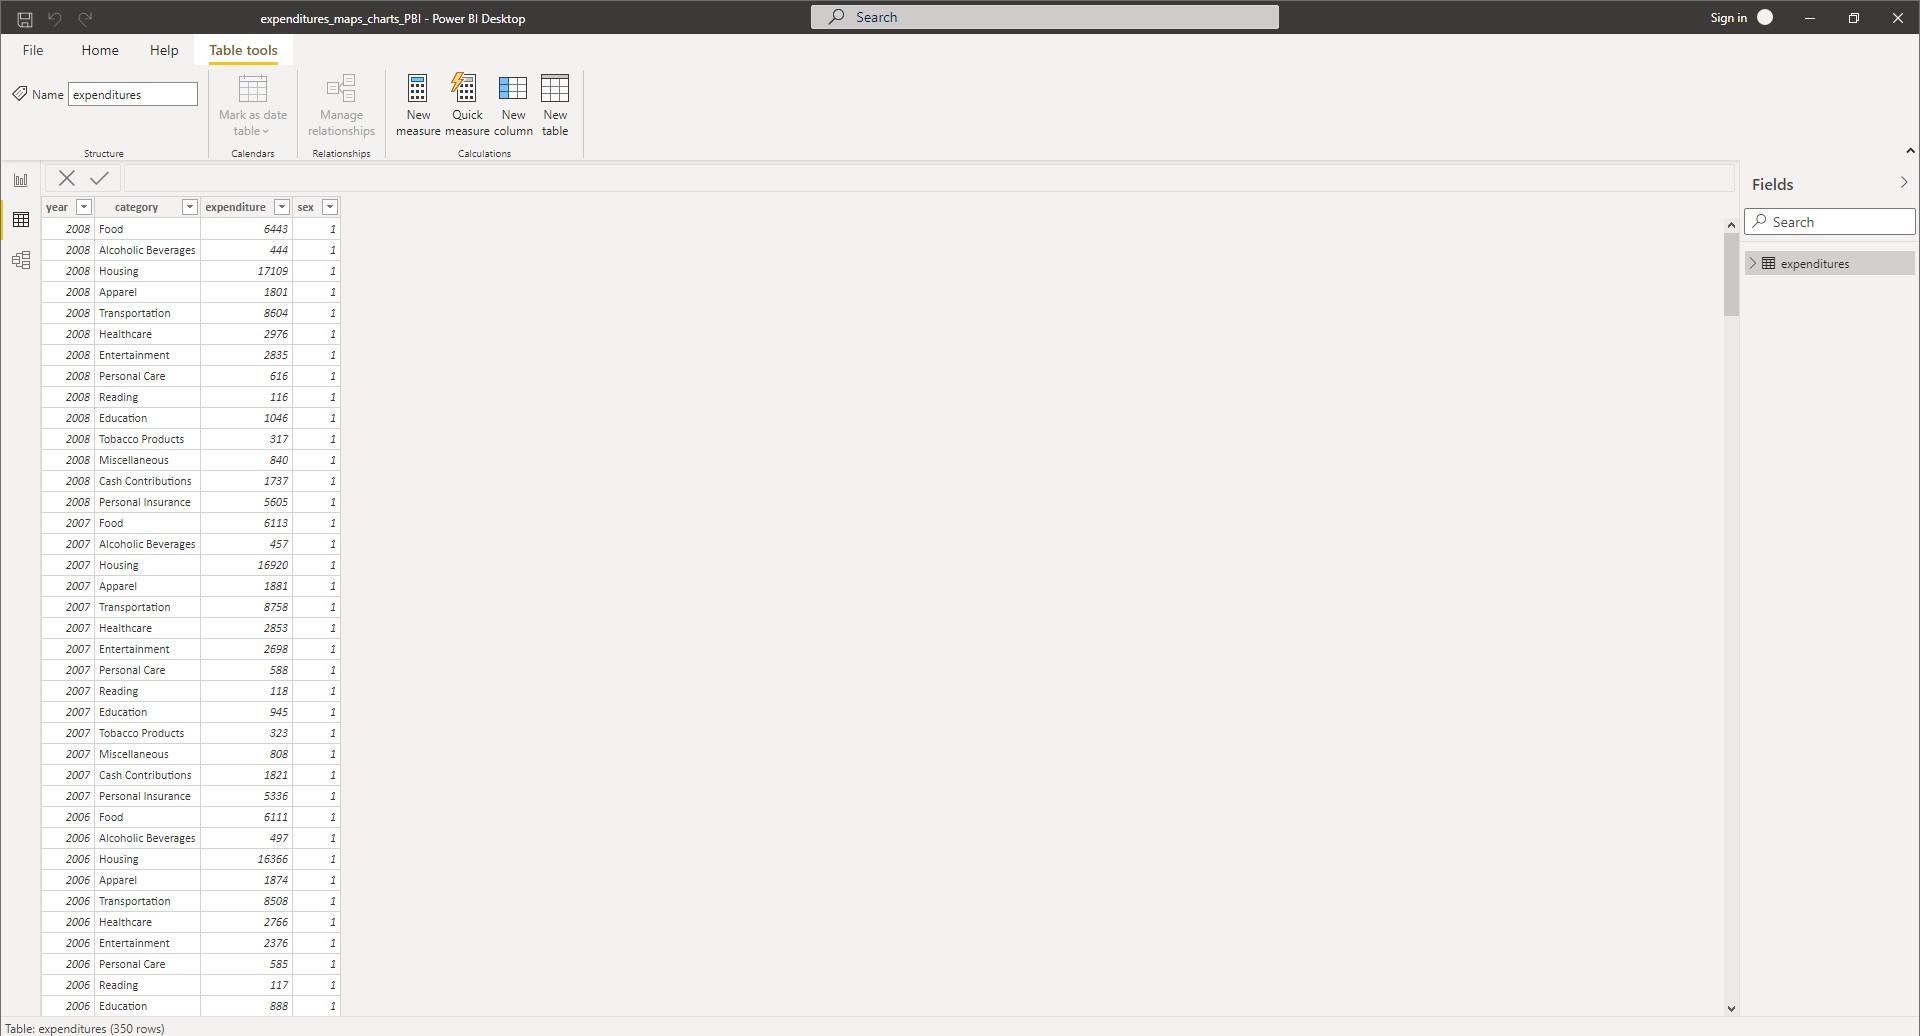 expenditures_maps_charts_PBI - Power BI Desktop
Search
Sign in
File Home Help Table tools
Name expenditures
Structure
Mark as date
table
Calendars
Manage
relationships
Relationships
New
measure
Quick
measure
New
column
New
table
Calculations
year category expenditure sex
2008 Food 6443 1
2008 Alcoholic Beverages 444 1
2008 Housing 17109 1
2008 Apparel 1801 1
2008 Transportation 8604 1
2008 Healthcare 2976 1
2008 Entertainment 2835 1
2008 Personal Care 616 1
2008 Reading 116 1
2008 Education 1046 1
2008 Tobacco Products 317 1
2008 Miscellaneous 840 1
2008 Cash Contributions 1737 1
2008 Personal Insurance 5605 1
2007 Food 6113 1
2007 Alcoholic Beverages 457 1
2007 Housing 16920 1
2007 Apparel 1881 1
2007 Transportation 8758 1
2007 Healthcare 2853 1
2007 Entertainment 2698 1
2007 Personal Care 588 1
2007 Reading 118 1
2007 Education 945 1
2007 Tobacco Products 323 1
2007 Miscellaneous 808 1
2007 Cash Contributions 1821 1
2007 Personal Insurance 5336 1
2006 Food 6111 1
2006 Alcoholic Beverages 497 1
2006 Housing 16366 1
2006 Apparel 1874 1
2006 Transportation 8508 1
2006 Healthcare 2766 1
2006 Entertainment 2376 1
2006 Personal Care 585 1
2006 Reading 117 1
2006 Education 888 1
Fields
Search
expenditures
Table: expenditures (350 rows)